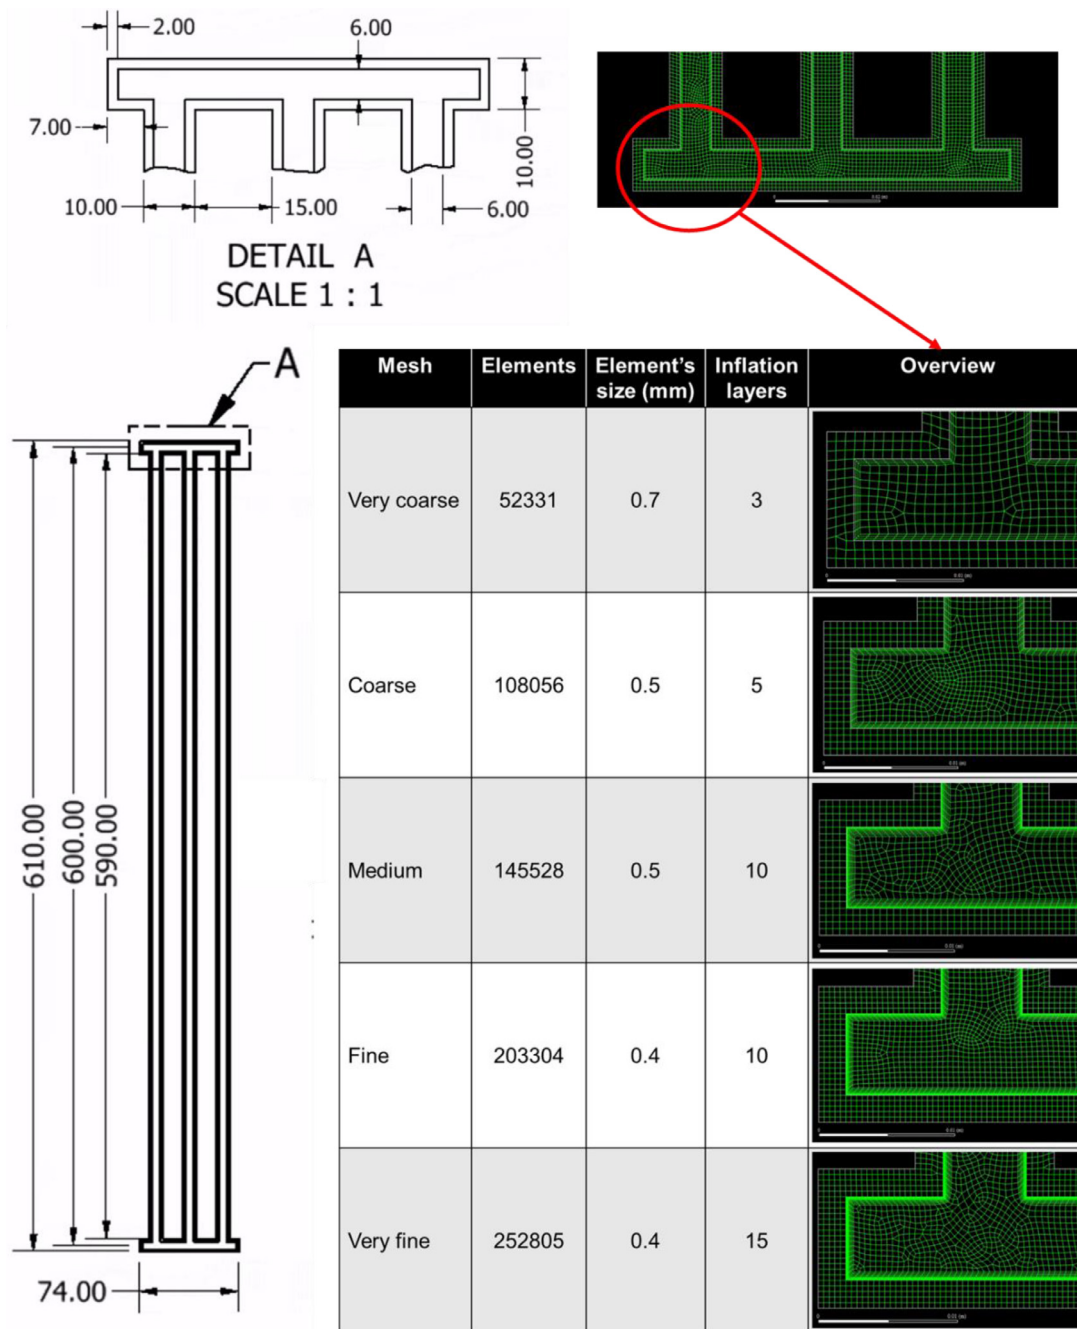 2.00
6.00
7.00
10.00
10.00
15.00
6.00
DETAIL A
SCALE 1 : 1
A
610.00
600.00
590.00
74.00
Mesh Elements Element's size (mm) Inflation layers Overview
Very coarse 52331 0.7 3
Coarse 108056 0.5 5
Medium 145528 0.5 10
Fine 203304 0.4 10
Very fine 252805 0.4 15